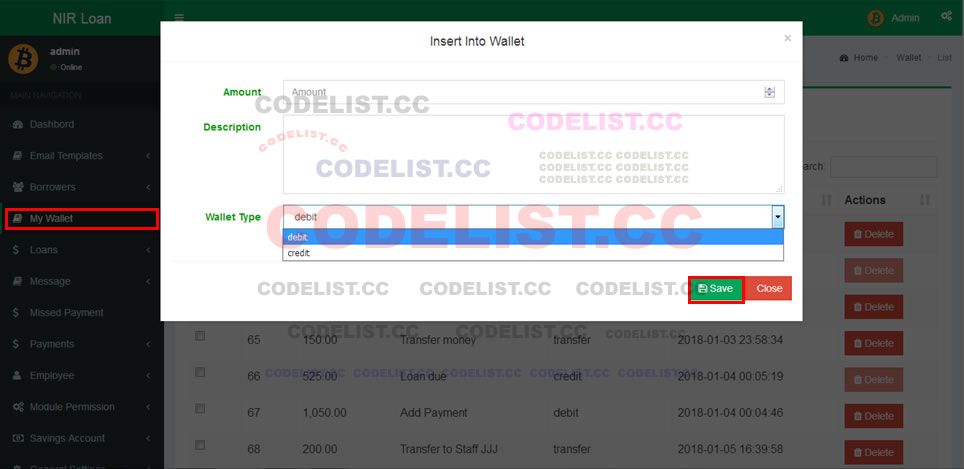 NIR Loan
Admin
admin
Online
MAIN NAVIGATION
Dashbord
Email Templates
Borrowers
My Wallet
Loans
Message
Missed Payment
Payments
Employee
Module Permission
Savings Account
General Settings
Home > Wallet > List
Insert Into Wallet
×
Amount
Amount
CODELIST.CC
Description
CODELIST.CC
CODELIST.CC
CODELIST.CC
CODELIST.CC CODELIST.CC
CODELIST.CC CODELIST.CC
CODELIST.CC CODELIST.CC
Wallet Type
debit
CODELIST.CC
debit
credit
CODELIST.CC CODELIST.CC CODELIST.CC
Save
Close
arch:
Actions
Delete
Delete
Delete
CODELIST.CC CODELIST.CC CODELIST.CC
65 150.00 Transfer money transfer 2018-01-03 23:58:34 Delete
66 525.00 Loan due credit 2018-01-04 00:05:19 Delete
CODELIST.CC CODELIST.CC CODELIST.CC CODELIST.CC CODELIST.CC
67 1,050.00 Add Payment debit 2018-01-04 00:04:46 Delete
68 200.00 Transfer to Staff JJJ transfer 2018-01-05 16:39:58 Delete